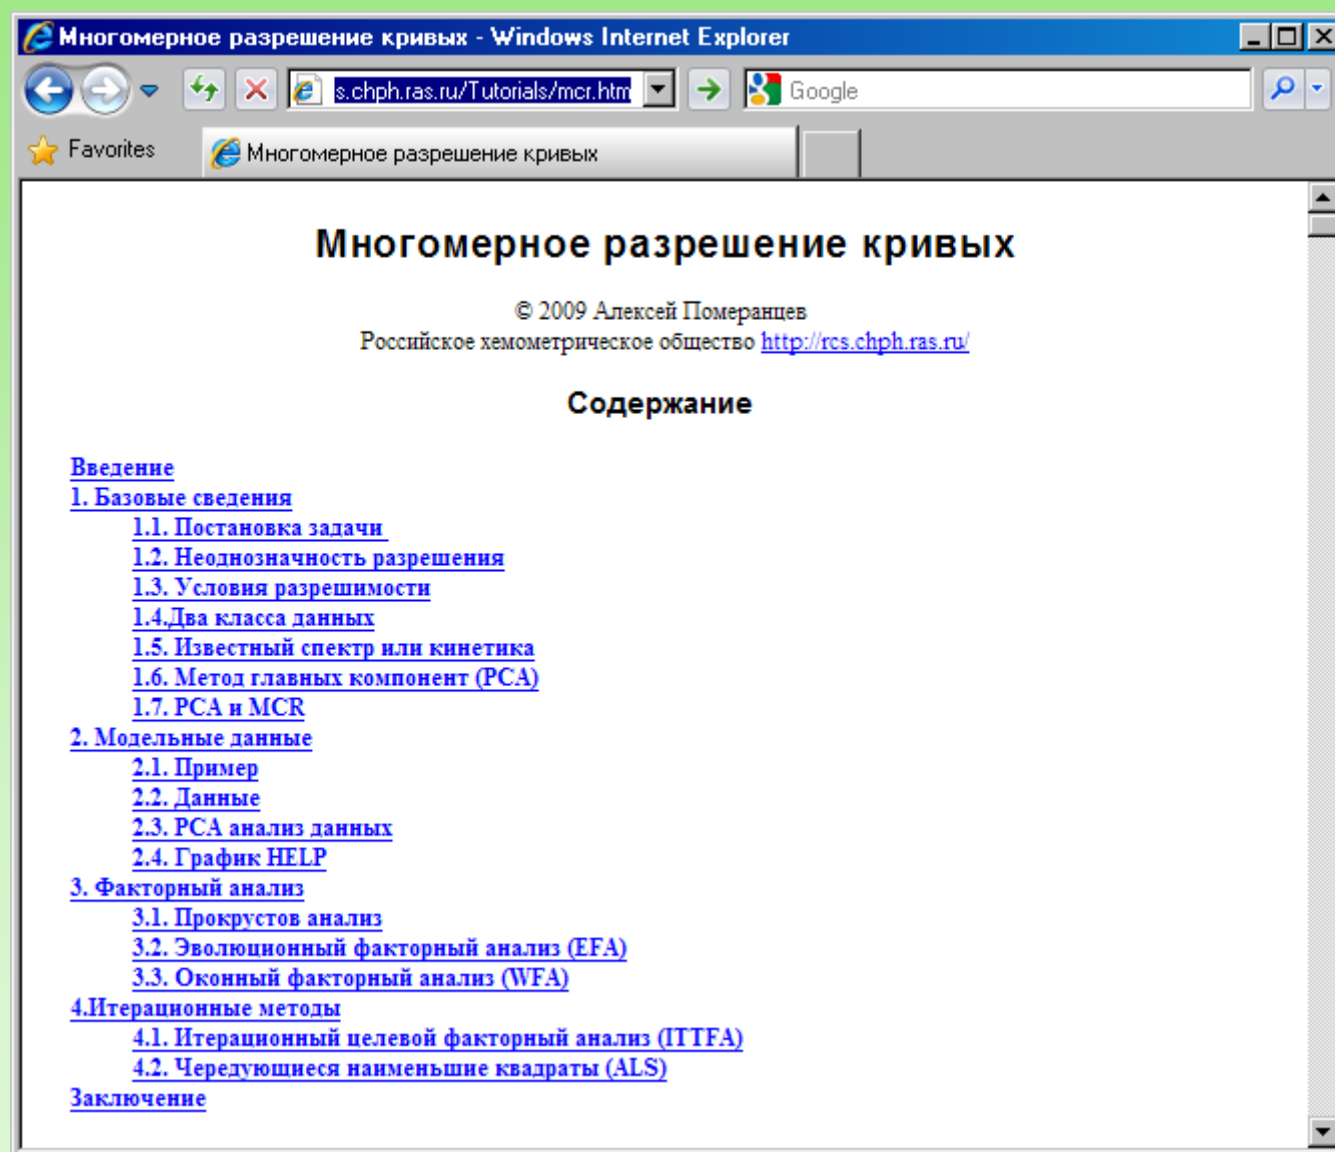 Многомерное разрешение кривых - Windows Internet Explorer
s.chph.ras.ru/Tutorials/mcr.htm
Google
Favorites
Многомерное разрешение кривых
Многомерное разрешение кривых
© 2009 Алексей Померанцев
Российское хемометрическое общество http://rcs.chph.ras.ru/
Содержание
Введение
1. Базовые сведения
1.1. Постановка задачи
1.2. Неоднозначность разрешения
1.3. Условия разрешимости
1.4.Два класса данных
1.5. Известный спектр или кинетика
1.6. Метод главных компонент (PCA)
1.7. PCA и MCR
2. Модельные данные
2.1. Пример
2.2. Данные
2.3. PCA анализ данных
2.4. График HELP
3. Факторный анализ
3.1. Прокрустов анализ
3.2. Эволюционный факторный анализ (EFA)
3.3. Оконный факторный анализ (WFA)
4.Итерационные методы
4.1. Итерационный целевой факторный анализ (ITTFA)
4.2. Чередующиеся наименьшие квадраты (ALS)
Заключение